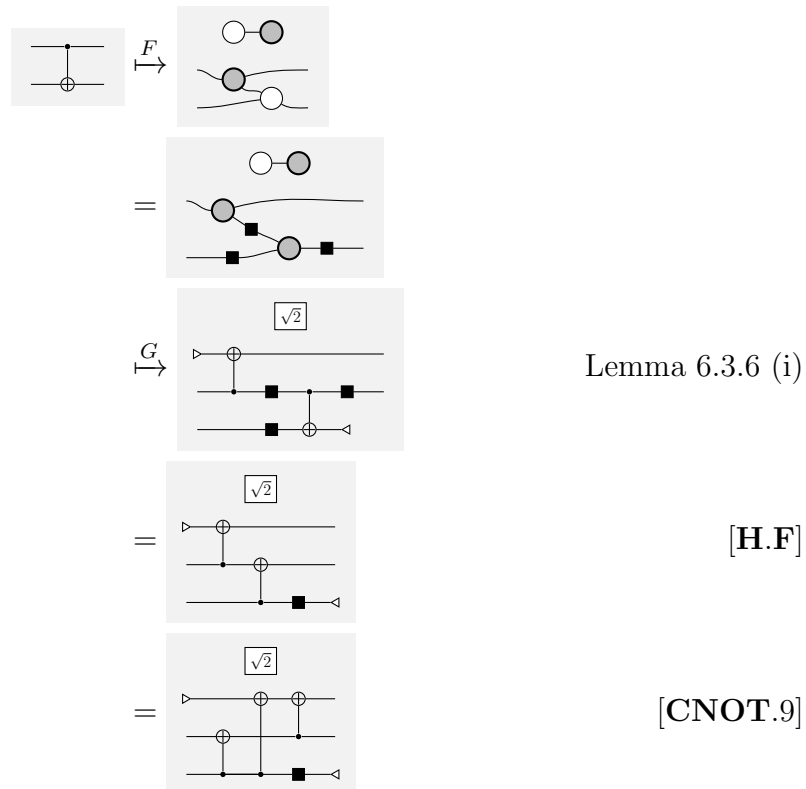 F
↦
=
G
↦
√2
Lemma 6.3.6 (i)
√2
=
[H.F]
√2
=
[CNOT.9]